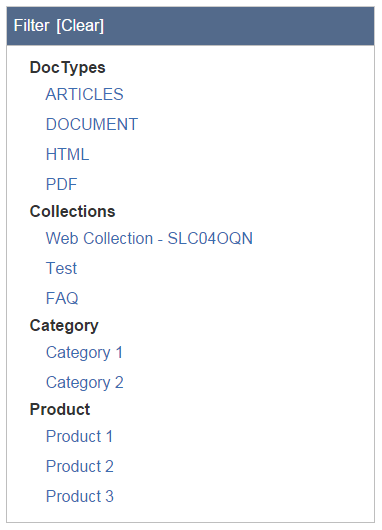 Filter [Clear]
DocTypes
ARTICLES
DOCUMENT
HTML
PDF
Collections
Web Collection - SLC04OQN
Test
FAQ
Category
Category 1
Category 2
Product
Product 1
Product 2
Product 3